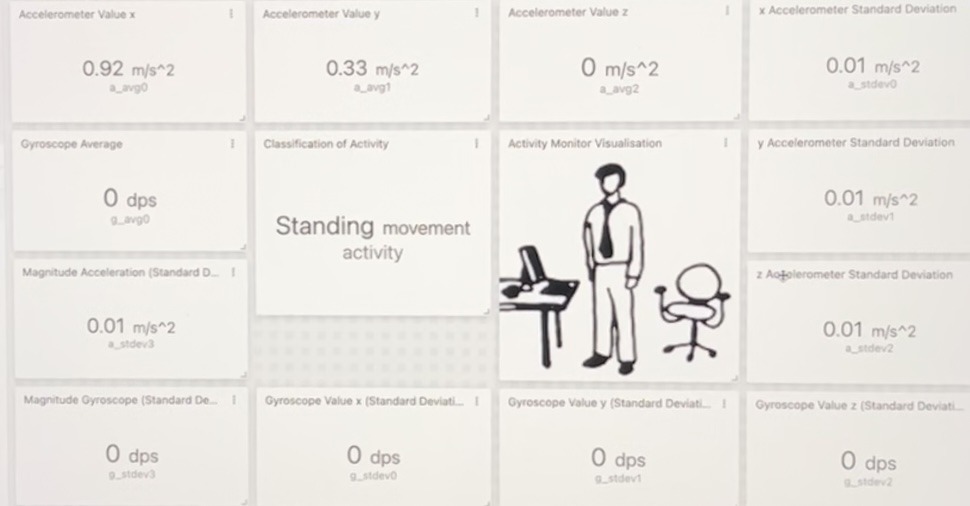 Accelerometer Value x
0.92 m/s^2
a_avg0
Accelerometer Value y
0.33 m/s^2
a_avg1
Accelerometer Value z
0 m/s^2
a_avg2
x Accelerometer Standard Deviation
0.01 m/s^2
a_stdev0
Gyroscope Average
0 dps
g_avg0
Classification of Activity
Standing movement
activity
Activity Monitor Visualisation
y Accelerometer Standard Deviation
0.01 m/s^2
a_stdev1
Magnitude Acceleration (Standard D...
0.01 m/s^2
a_stdev3
z Accelerometer Standard Deviation
0.01 m/s^2
a_stdev2
Magnitude Gyroscope (Standard De...
0 dps
g_stdev3
Gyroscope Value x (Standard Deviati...
0 dps
g_stdev0
Gyroscope Value y (Standard Deviati...
0 dps
g_stdev1
Gyroscope Value z (Standard Deviati...
0 dps
g_stdev2